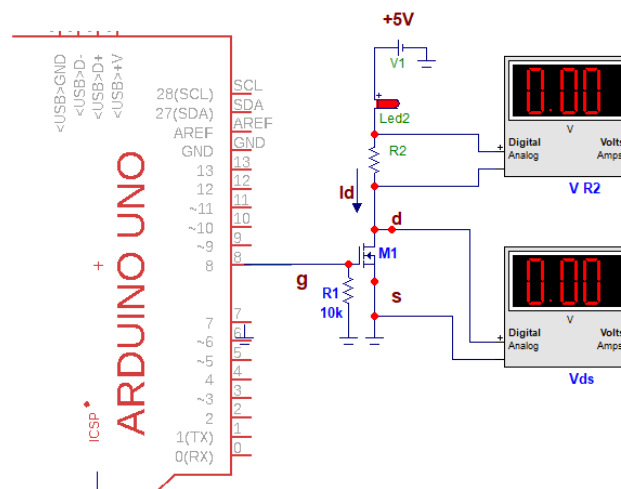 +5V
V1
<USB>GND
<USB>D-
<USB>D+
<USB>+V
28(SCL)
SCL
27(SDA)
SDA
AREF
AREF
GND
GND
13
13
12
12
~11
11
~10
10
~9
9
8
8
7
7
~6
6
~5
5
4
4
~3
3
2
2
1(TX)
1
0(RX)
0
ARDUINO UNO
ICSP
Led2
R2
Id
d
M1
g
R1
10k
s
0.00
V
Digital
Volts
Analog
Amps
V R2
0.00
V
Digital
Volts
Analog
Amps
Vds